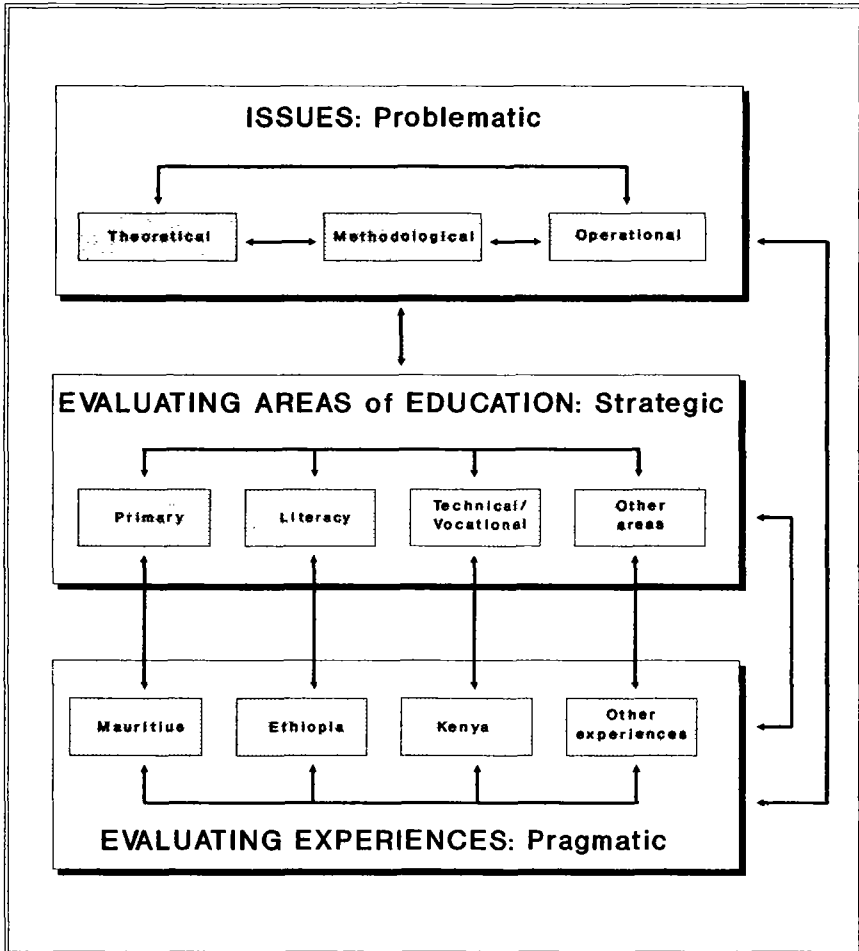 ISSUES: Problematic
Theoretical
Methodological
Operational
EVALUATING AREAS of EDUCATION: Strategic
Primary
Literacy
Technical/
Vocational
Other
areas
Mauritius
Ethiopia
Kenya
Other
experiences
EVALUATING EXPERIENCES: Pragmatic